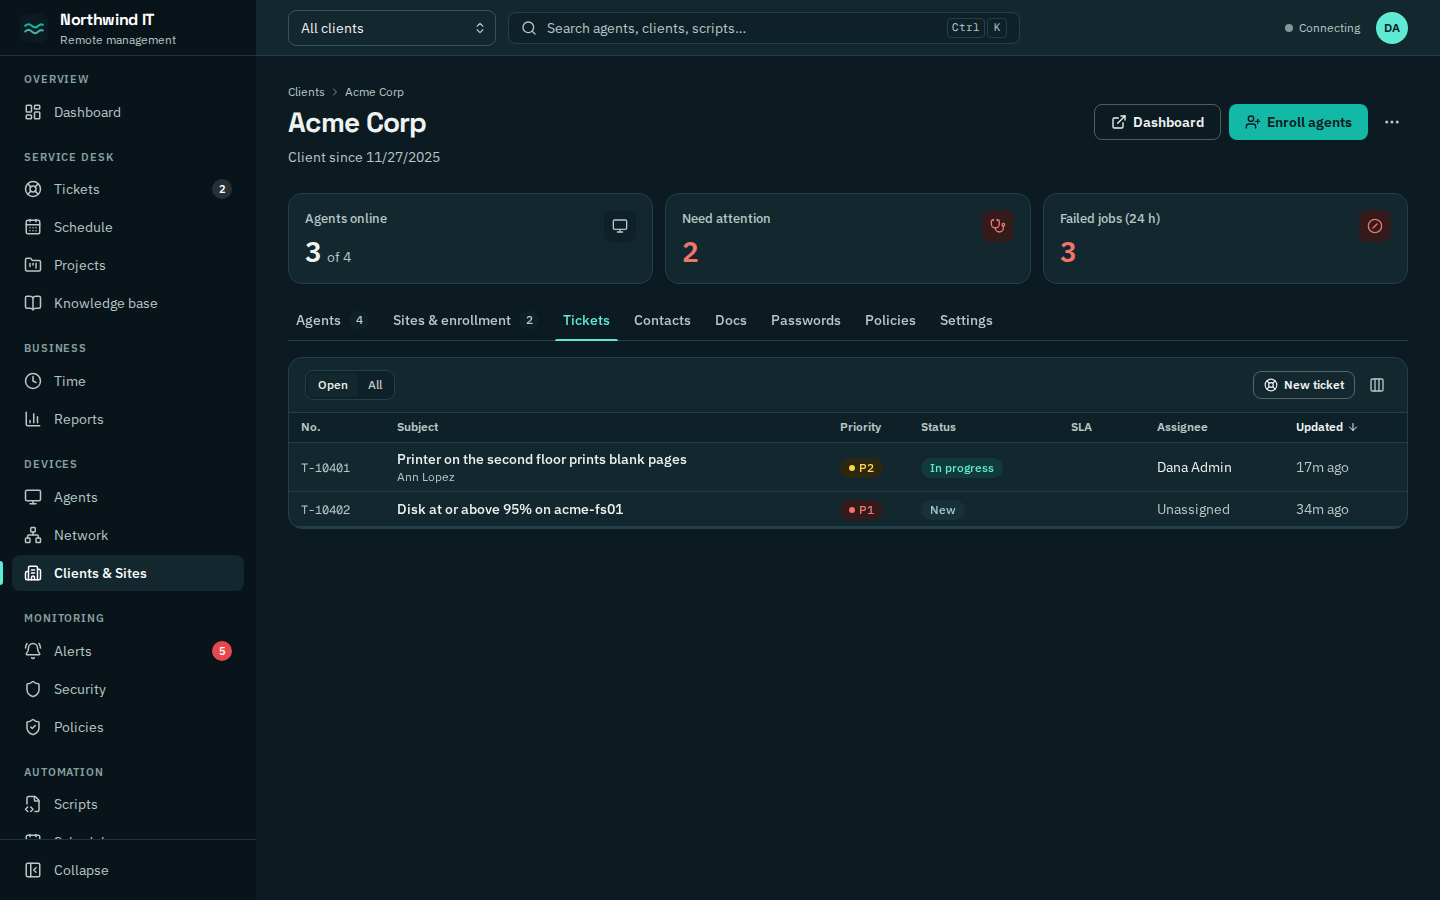 Northwind IT
Remote management
All clients
Search agents, clients, scripts...
Ctrl K
Connecting
DA
OVERVIEW
Dashboard
SERVICE DESK
Tickets 2
Schedule
Projects
Knowledge base
BUSINESS
Time
Reports
DEVICES
Agents
Network
Clients & Sites
MONITORING
Alerts 5
Security
Policies
AUTOMATION
Scripts
Collapse
Clients > Acme Corp
Acme Corp
Client since 11/27/2025
Dashboard
Enroll agents
Agents online
3 of 4
Need attention
2
Failed jobs (24 h)
3
Agents 4
Sites & enrollment 2
Tickets
Contacts
Docs
Passwords
Policies
Settings
Open All
New ticket
No. Subject Priority Status SLA Assignee Updated
T-10401 Printer on the second floor prints blank pages P2 In progress Dana Admin 17m ago
Ann Lopez
T-10402 Disk at or above 95% on acme-fs01 P1 New Unassigned 34m ago